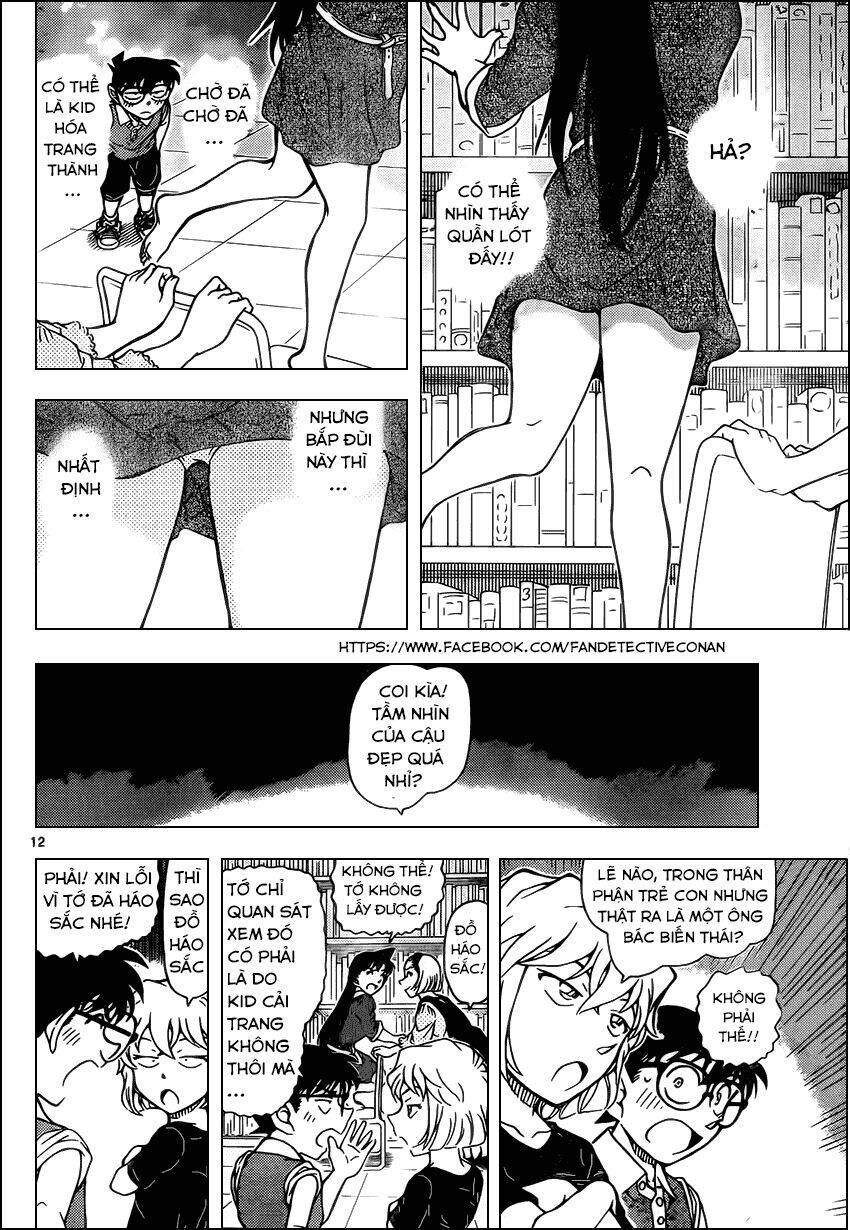 HẢ?
CÓ THỂ
NHÌN THẤY
QUẦN LÓT
ĐẤY!!
CHỜ ĐÃ
CHỜ ĐÃ
...
CÓ THỂ
LÀ KID
HÓA
TRANG
THÀNH
...
NHƯNG
BẮP ĐÙI
NÀY THÌ
...
NHẤT
ĐỊNH
...
HTTPS://WWW.FACEBOOK.COM/FANDETECTIVECONAN
3
COI KÌA!
TẦM NHÌN
CỦA CẬU
ĐẸP QUÁ
NHỈ?
12
LẼ NÀO, TRONG THÂN
PHẬN TRẺ CON NHƯNG
THẬT RA LÀ MỘT ÔNG
BÁC BIẾN THÁI?
KHÔNG
PHẢI
THẾ!!
KHÔNG THỂ!
TỚ KHÔNG
LẤY ĐƯỢC!
ĐỒ
HÁO
SẮC!
TỚ CHỈ
QUAN SÁT
XEM ĐÓ
CÓ PHẢI
LÀ DO
KID CẢI
TRANG
KHÔNG
THÔI MÀ
...
THÌ
SAO
ĐỒ
HÁO
SẮC
PHẢI! XIN LỖI
VÌ TỚ ĐÃ HÁO
SẮC NHÉ!